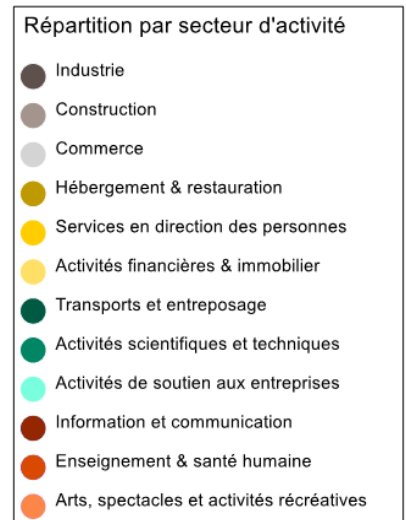 Répartition par secteur d'activité
Industrie
Construction
Commerce
Hébergement & restauration
Services en direction des personnes
Activités financières & immobilier
Transports et entreposage
Activités scientifiques et techniques
Activités de soutien aux entreprises
Information et communication
Enseignement & santé humaine
Arts, spectacles et activités récréatives